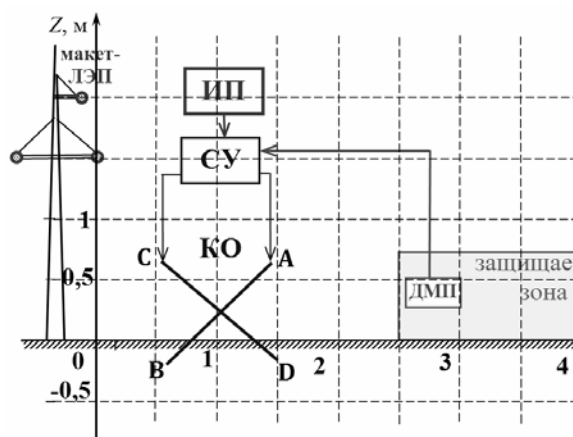 Z, м
макет-
ЛЭП
ИП
СУ
1
КО
C
A
0,5
защищае
ДМП
зона
0
B
1
D
2
3
4
-0,5